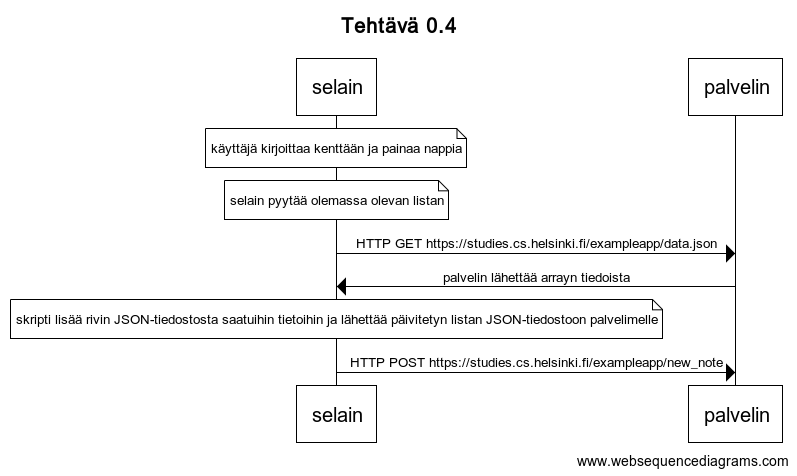 Tehtävä 0.4
selain
palvelin
käyttäjä kirjoittaa kenttään ja painaa nappia
selain pyytää olemassa olevan listan
HTTP GET https://studies.cs.helsinki.fi/exampleapp/data.json
palvelin lähettää arrayn tiedoista
skripti lisää rivin JSON-tiedostosta saatuihin tietoihin ja lähettää päivitetyn listan JSON-tiedostoon palvelimelle
HTTP POST https://studies.cs.helsinki.fi/exampleapp/new_note
selain
palvelin
www.websequencediagrams.com